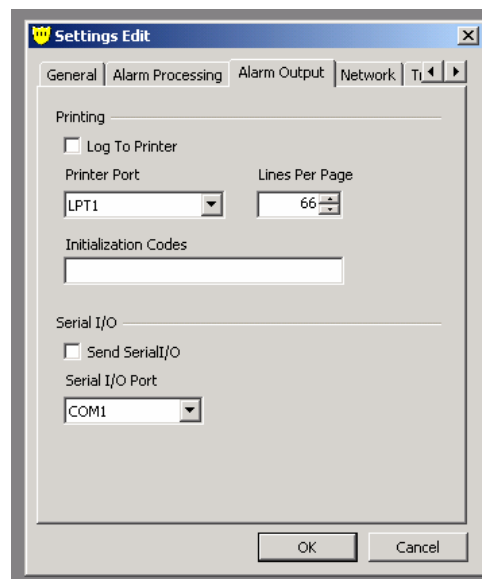 Settings Edit
General Alarm Processing Alarm Output Network
Printing
Log To Printer
Printer Port Lines Per Page
LPT1 66
Initialization Codes
Serial I/O
Send SerialI/O
Serial I/O Port
COM1
OK Cancel